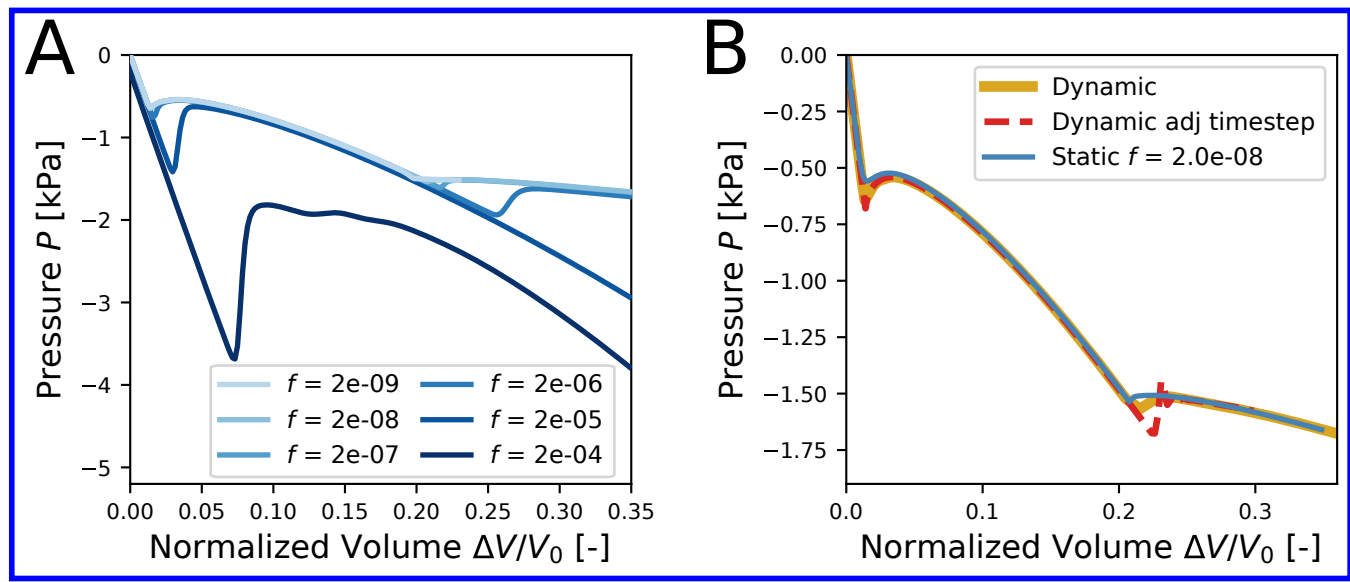 A
Pressure P [kPa]
0
−1
−2
−3
−4
−5
0.00 0.05 0.10 0.15 0.20 0.25 0.30 0.35
Normalized Volume ΔV/V₀ [-]
f = 2e-09
f = 2e-08
f = 2e-07
f = 2e-06
f = 2e-05
f = 2e-04
B
Pressure P [kPa]
0.00
−0.25
−0.50
−0.75
−1.00
−1.25
−1.50
−1.75
0.0 0.1 0.2 0.3
Normalized Volume ΔV/V₀ [-]
Dynamic
Dynamic adj timestep
Static f = 2.0e-08